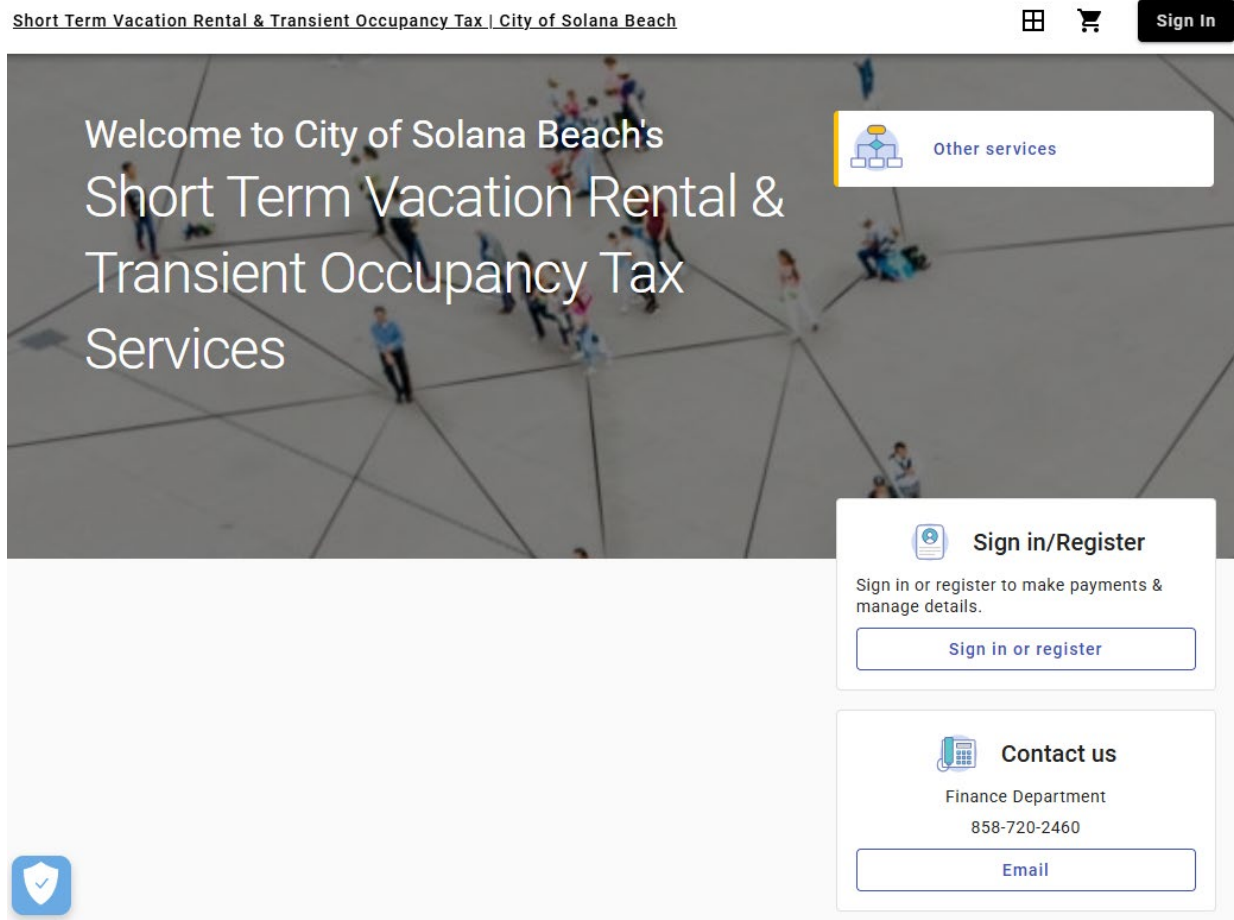 Short Term Vacation Rental & Transient Occupancy Tax | City of Solana Beach
Sign In
Welcome to City of Solana Beach's
Short Term Vacation Rental &
Transient Occupancy Tax
Services
Other services
Sign in/Register
Sign in or register to make payments &
manage details.
Sign in or register
Contact us
Finance Department
858-720-2460
Email